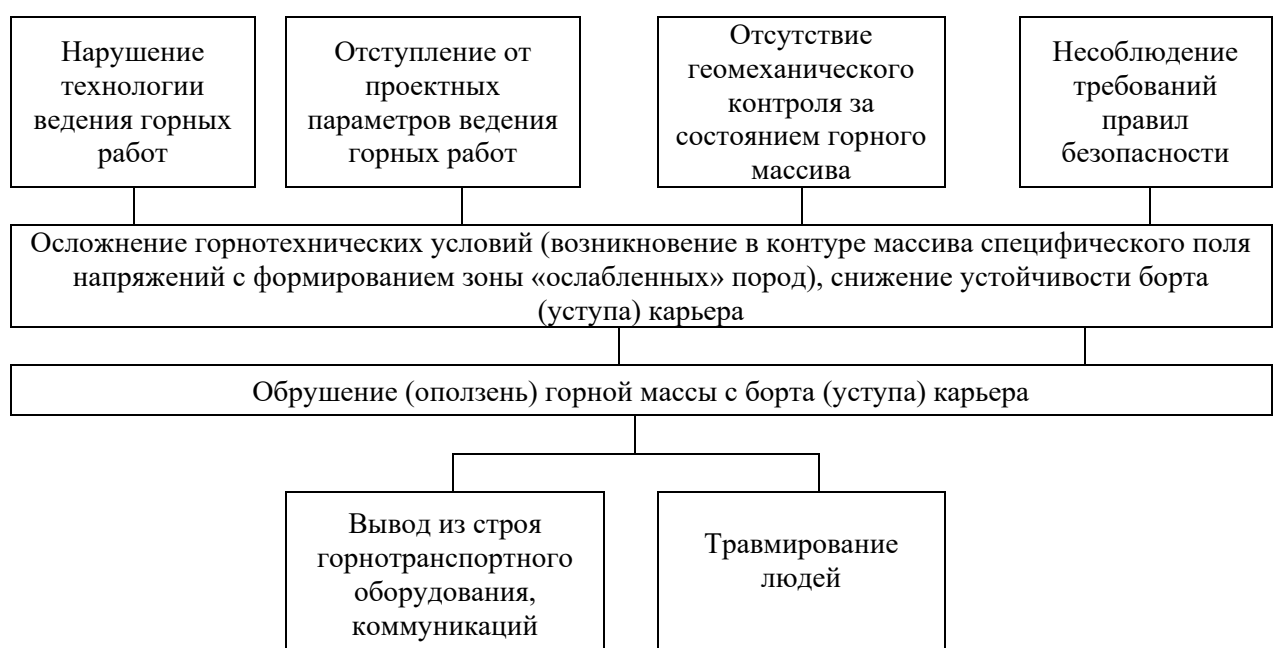 Нарушение
технологии
ведения горных
работ
Отступление от
проектных
параметров ведения
горных работ
Отсутствие
геомеханического
контроля за
состоянием горного
массива
Несоблюдение
требований
правил
безопасности
Осложнение горнотехнических условий (возникновение в контуре массива специфического поля
напряжений с формированием зоны «ослабленных» пород), снижение устойчивости борта
(уступа) карьера
Обрушение (оползень) горной массы с борта (уступа) карьера
Вывод из строя
горнотранспортного
оборудования,
коммуникаций
Травмирование
людей